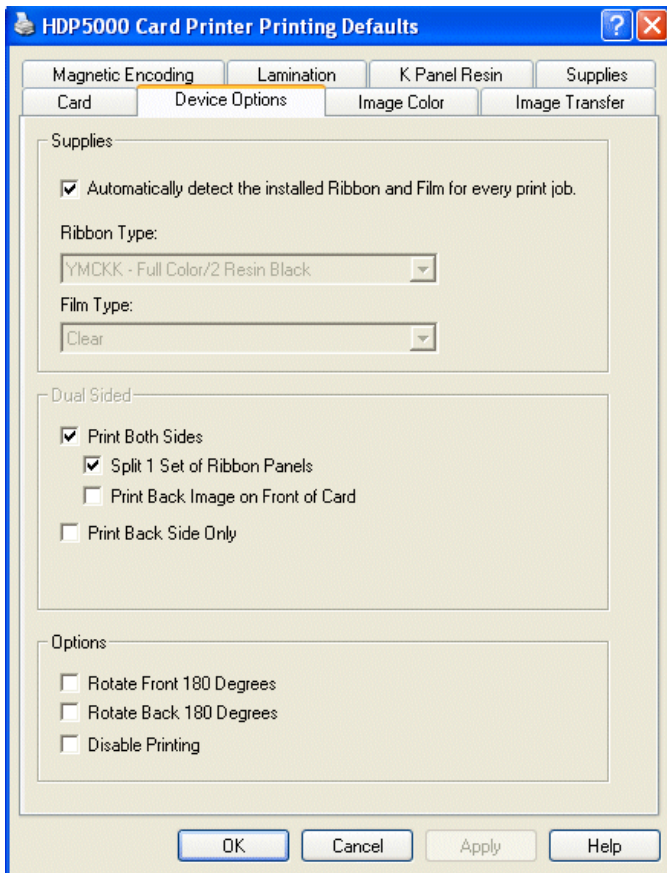 HDP5000 Card Printer Printing Defaults
Magnetic Encoding Lamination K Panel Resin Supplies
Card Device Options Image Color Image Transfer
Supplies
Automatically detect the installed Ribbon and Film for every print job.
Ribbon Type:
YMCKK - Full Color/2 Resin Black
Film Type:
Clear
Dual Sided
Print Both Sides
Split 1 Set of Ribbon Panels
Print Back Image on Front of Card
Print Back Side Only
Options
Rotate Front 180 Degrees
Rotate Back 180 Degrees
Disable Printing
OK Cancel Apply Help